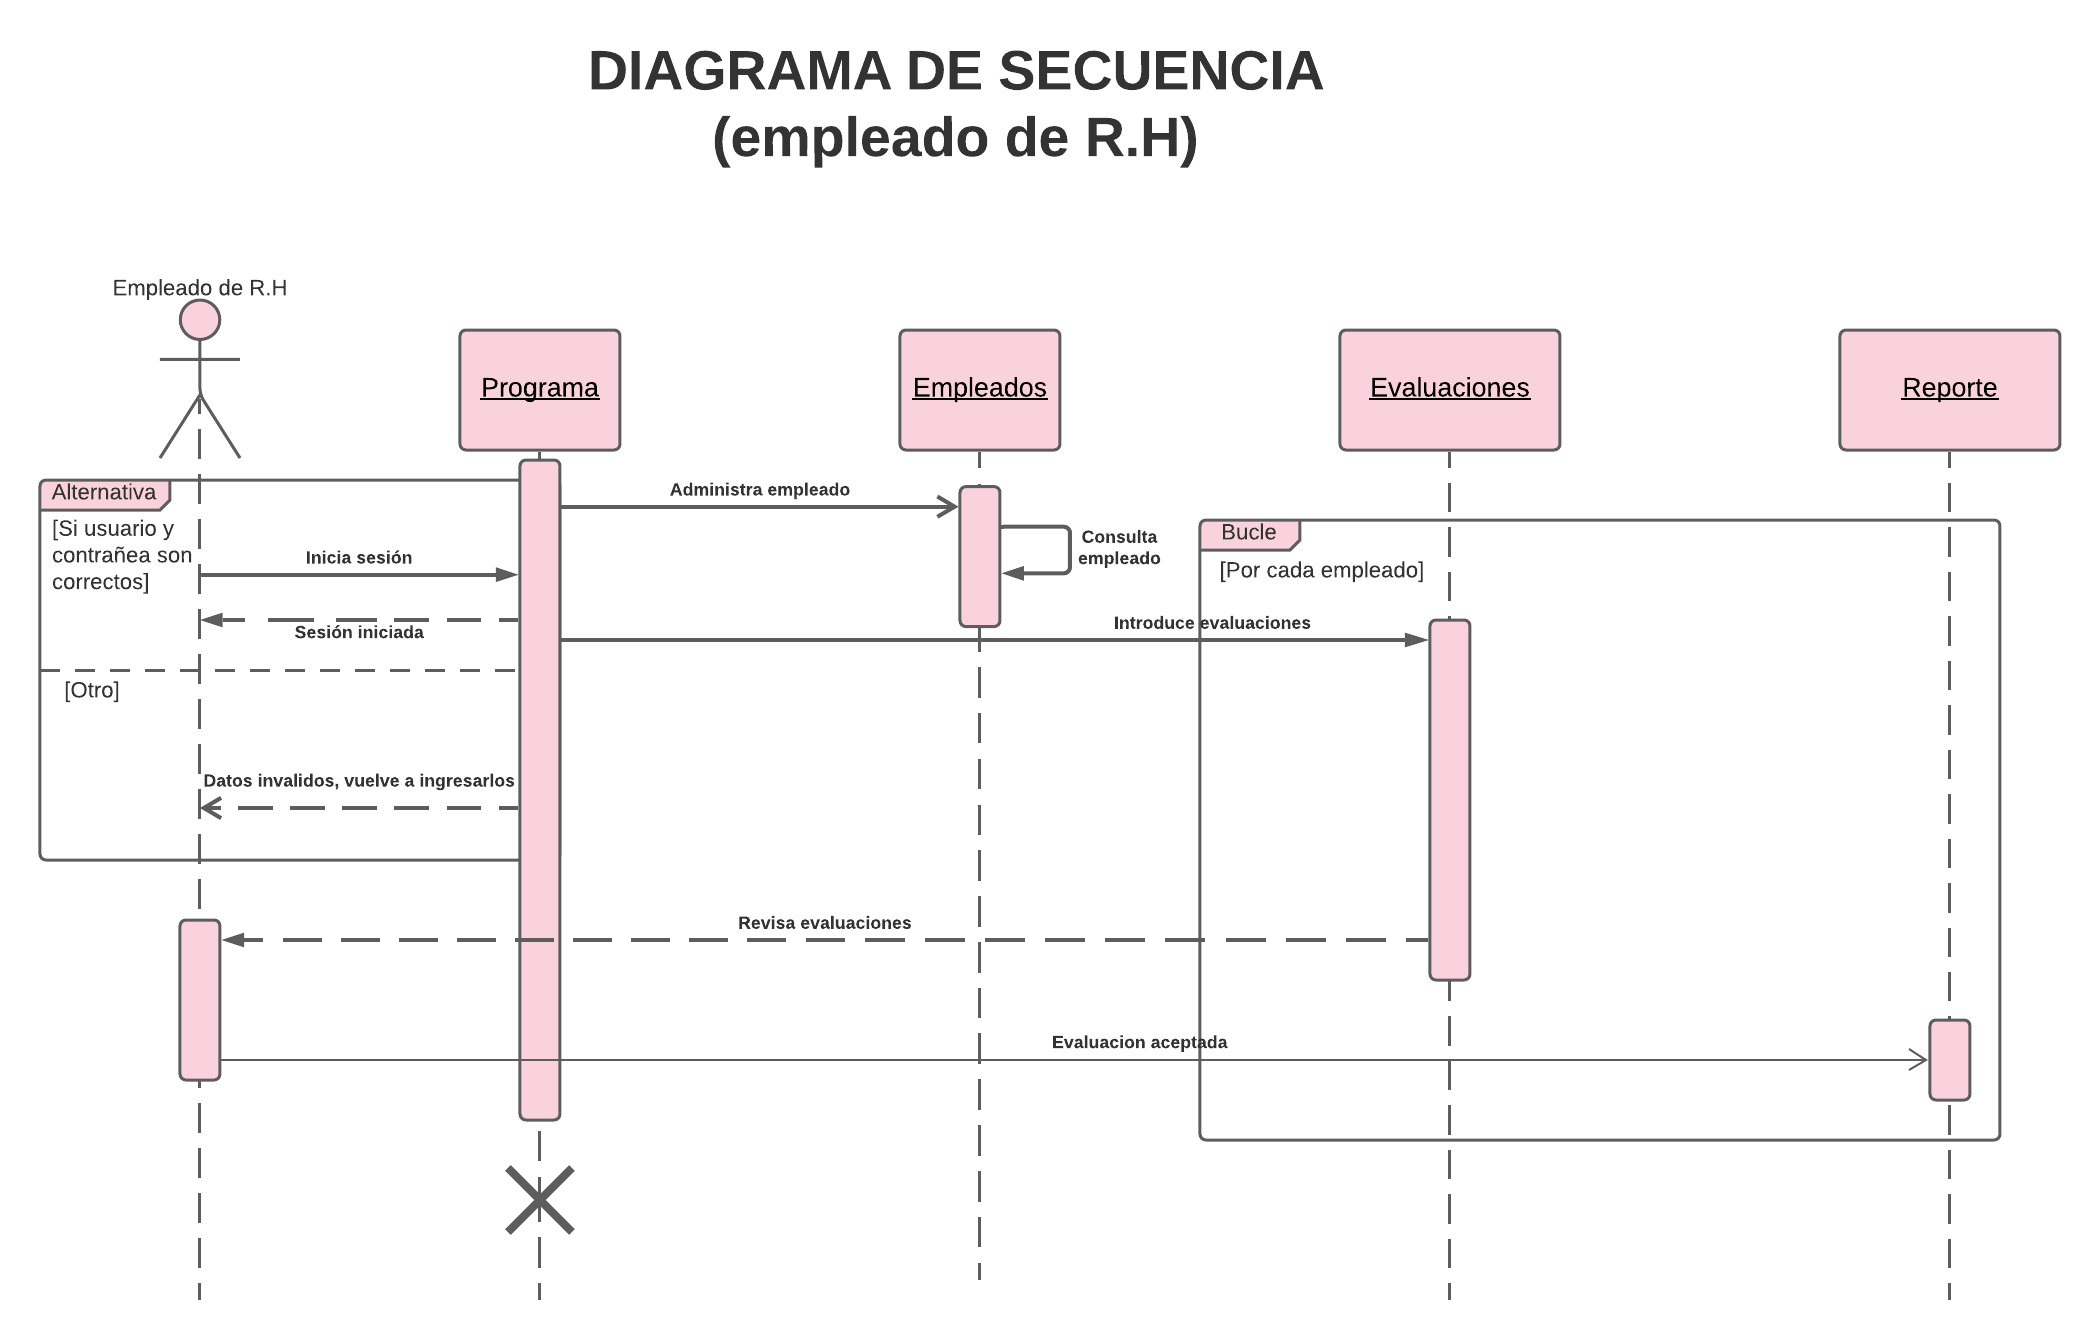 DIAGRAMA DE SECUENCIA
(empleado de R.H)
Empleado de R.H
Programa
Empleados
Evaluaciones
Reporte
Alternativa
[Si usuario y
contrañea son
correctos]
Administra empleado
Consulta
empleado
Bucle
[Por cada empleado]
Inicia sesión
Sesión iniciada
Introduce evaluaciones
[Otro]
Datos invalidos, vuelve a ingresarlos
Revisa evaluaciones
Evaluacion aceptada